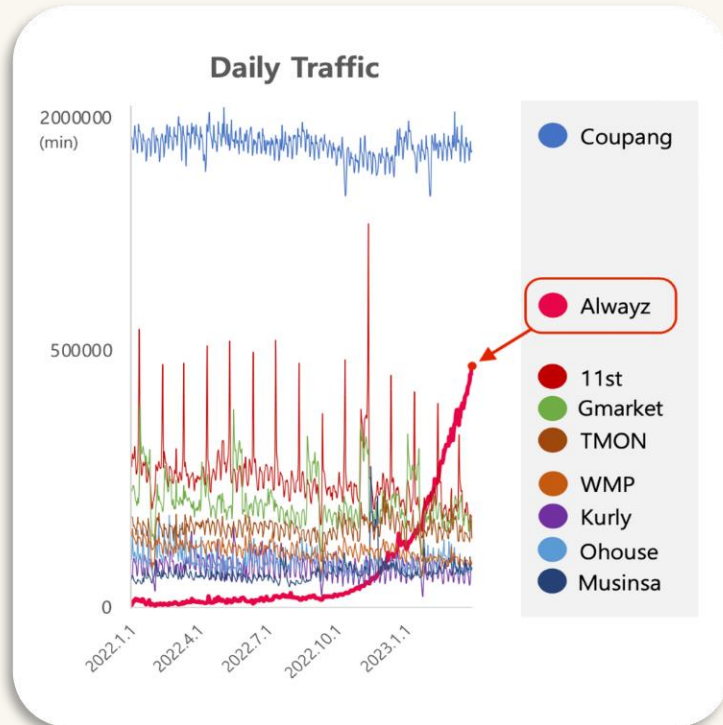 Daily Traffic
2000000
(min)
500000
0
2022.1.1
2022.4.1
2022.7.1
2022.10.1
2023.1.1
Coupang
Alwayz
11st
Gmarket
TMON
WMP
Kurly
Ohouse
Musinsa